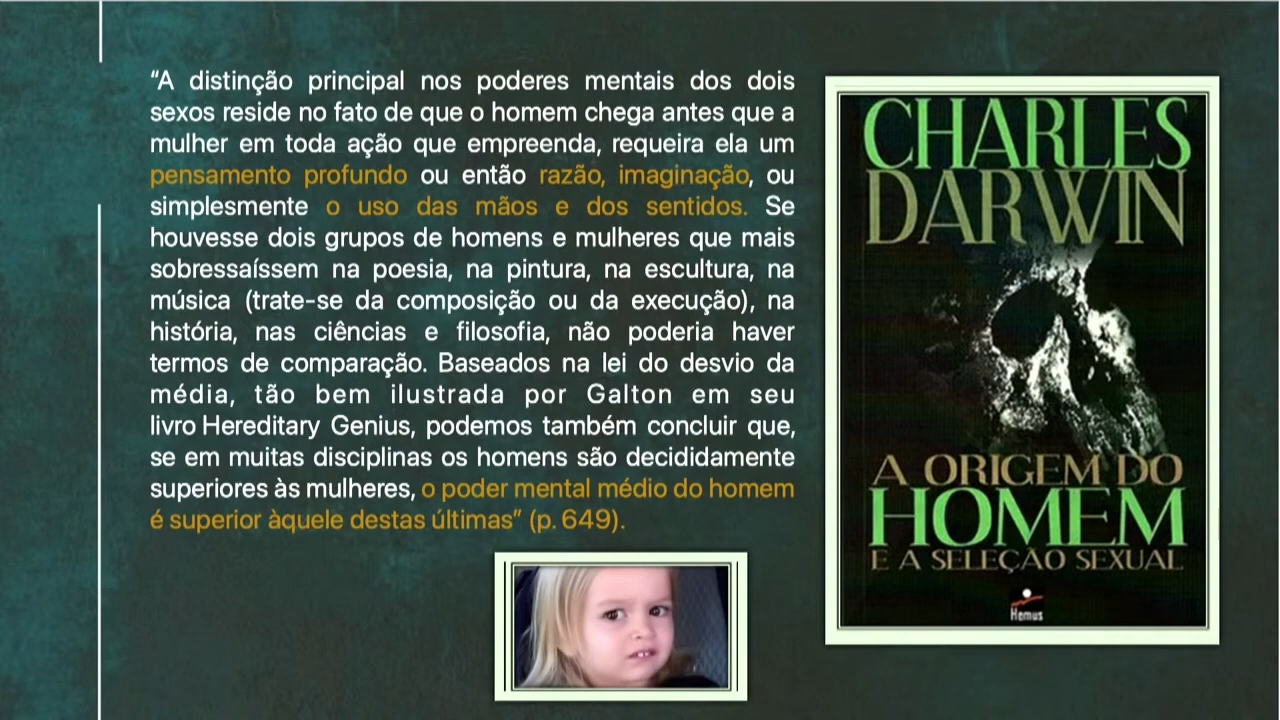 “A distinção principal nos poderes mentais dos dois
sexos reside no fato de que o homem chega antes que a
mulher em toda ação que empreenda, requeira ela um
pensamento profundo ou então razão, imaginação, ou
simplesmente o uso das mãos e dos sentidos. Se
houvesse dois grupos de homens e mulheres que mais
sobressaíssem na poesia, na pintura, na escultura, na
música (trate-se da composição ou da execução), na
história, nas ciências e filosofia, não poderia haver
termos de comparação. Baseados na lei do desvio da
média, tão bem ilustrada por Galton em seu
livro Hereditary Genius, podemos também concluir que,
se em muitas disciplinas os homens são decididamente
superiores às mulheres, o poder mental médio do homem
é superior àquele destas últimas” (p. 649).
CHARLES
DARWIN
A ORIGEM DO
HOMEM
E A SELEÇÃO SEXUAL
Hemus